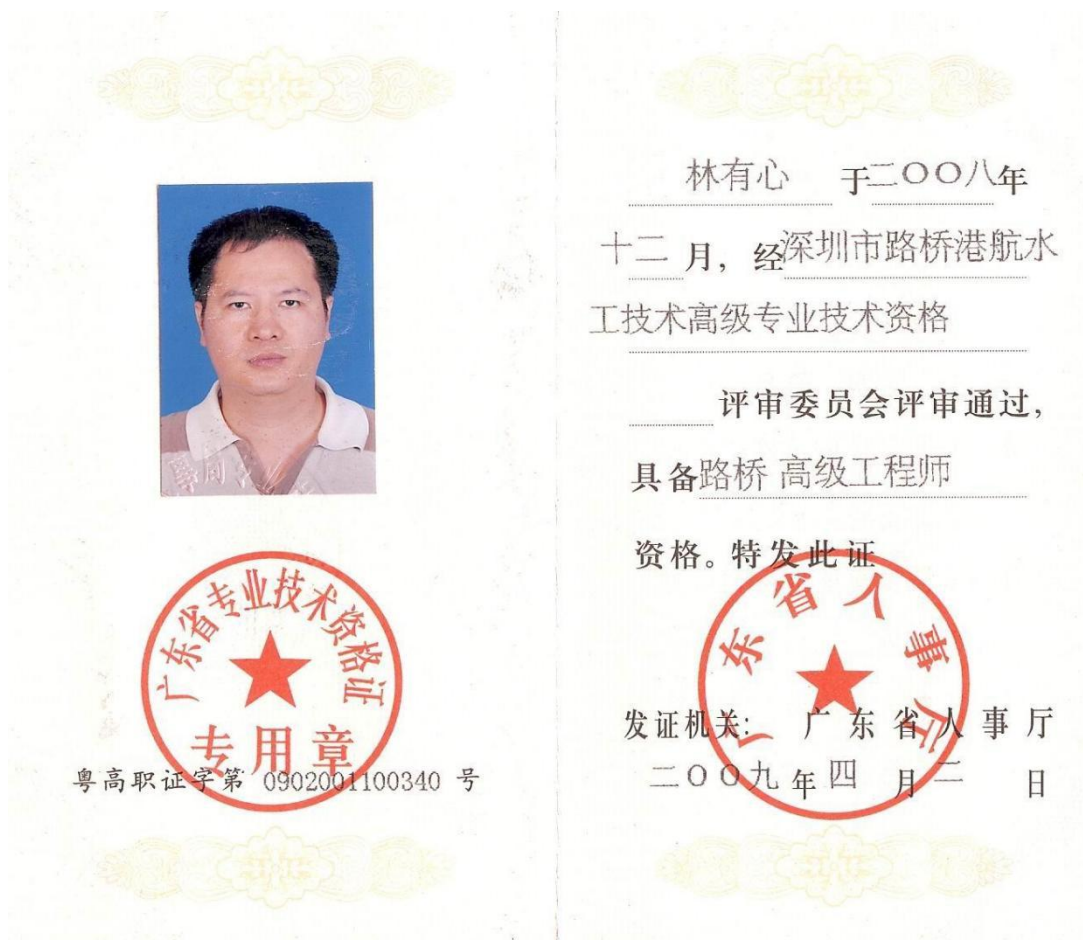 广东省专业技术资格证
专用章
粤高职证字第 0902001100340 号
林有心 于二〇〇八年
十二月，经深圳市路桥港航水
工技术高级专业技术资格
评审委员会评审通过，
具备路桥 高级工程师
资格。特发此证
广东省人事厅
发证机关: 广东省人事厅
二〇〇九年四月二日